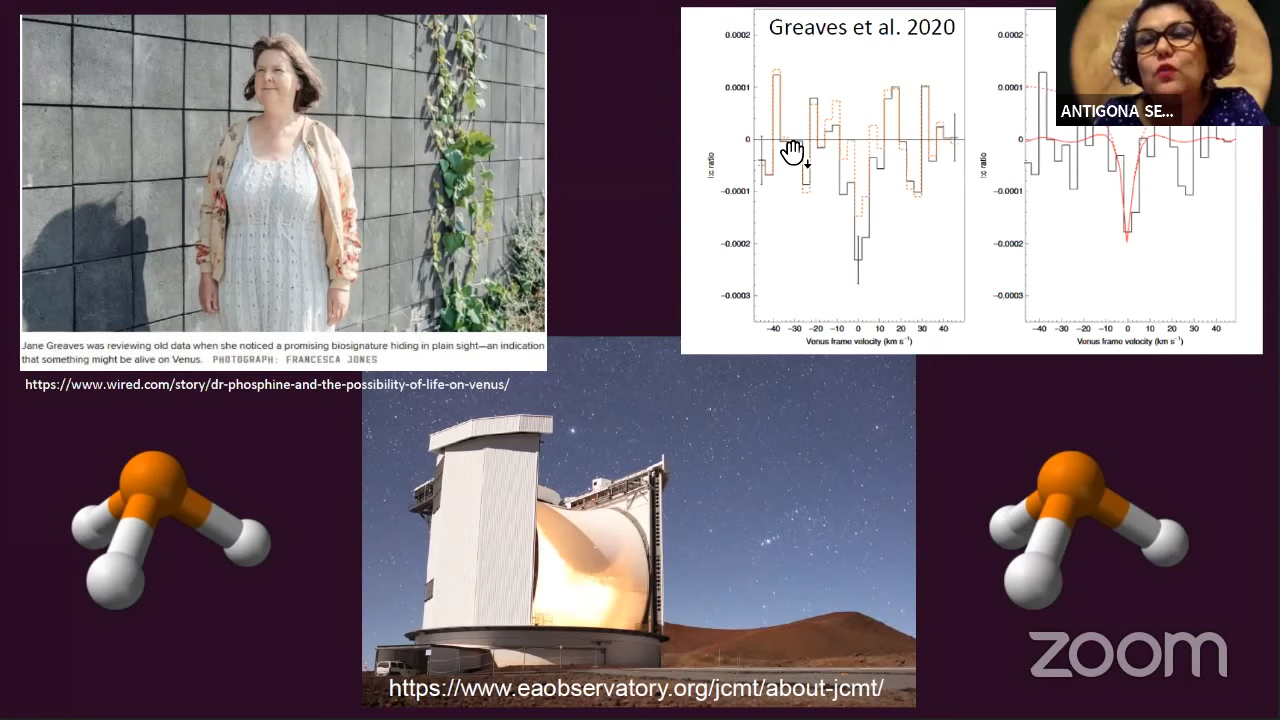 Greaves et al. 2020
0.0002
0.0001
0
−0.0001
−0.0002
−0.0003
l:c ratio
−40 −30 −20 −10 0 10 20 30 40
Venus frame velocity (km s⁻¹)
0.0002
0.0001
0
−0.0001
−0.0002
−0.0003
l:c ratio
−40 −30 −20 −10 0 10 20 30 40
Venus frame velocity (km s⁻¹)
ANTIGONA SE...
Jane Greaves was reviewing old data when she noticed a promising biosignature hiding in plain sight—an indication
that something might be alive on Venus. PHOTOGRAPH: FRANCESCA JONES
https://www.wired.com/story/dr-phosphine-and-the-possibility-of-life-on-venus/
https://www.eaobservatory.org/jcmt/about-jcmt/
zoom